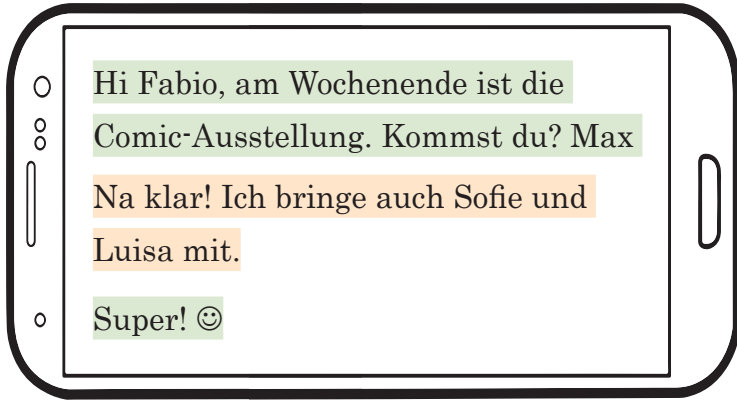 Hi Fabio, am Wochenende ist die
Comic-Ausstellung. Kommst du? Max
Na klar! Ich bringe auch Sofie und
Luisa mit.
Super! ☺